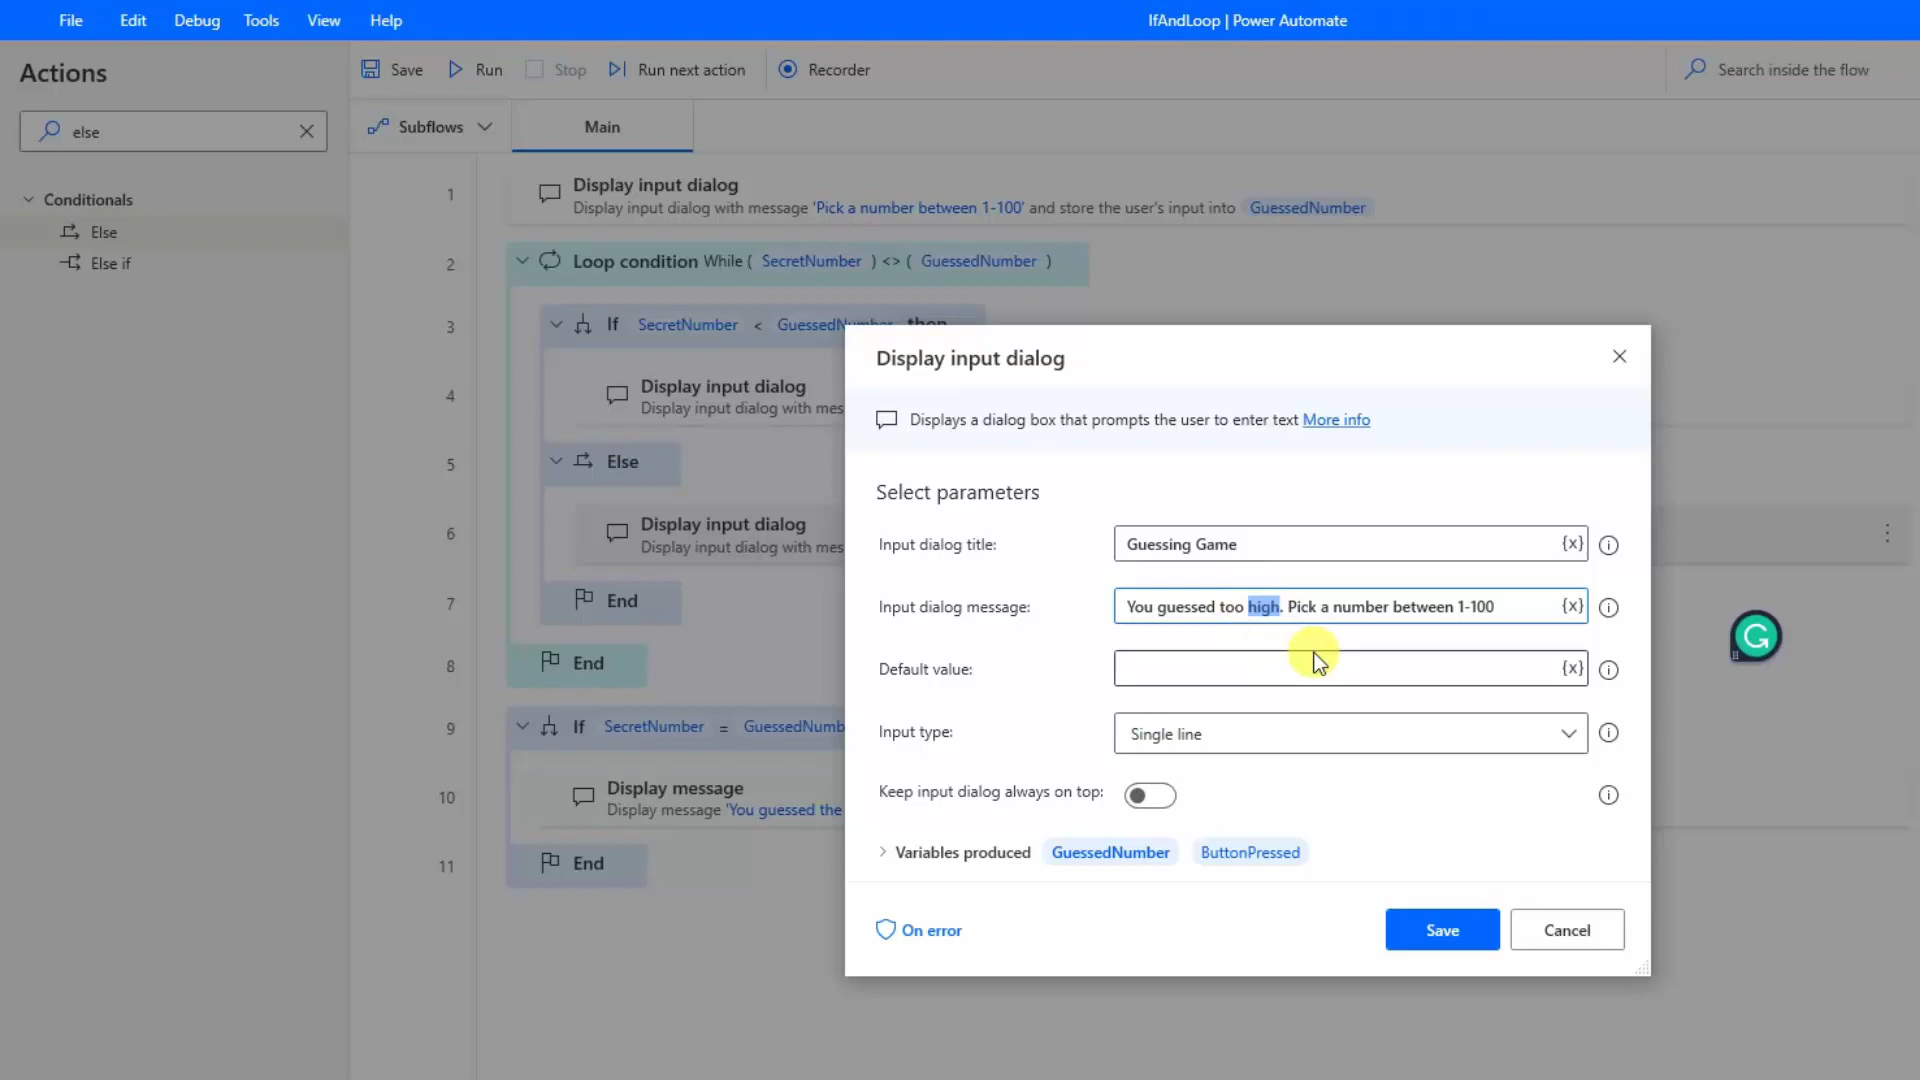 File Edit Debug Tools View Help IfAndLoop | Power Automate
Actions
Save Run Stop Run next action Recorder Search inside the flow
else
Subflows Main
Conditionals
Else
Else if
1 Display input dialog
Display input dialog with message 'Pick a number between 1-100' and store the user's input into GuessedNumber
2 Loop condition While ( SecretNumber ) <> ( GuessedNumber )
3 If SecretNumber < GuessedNumber then
4 Display input dialog
Display input dialog with mes
5 Else
6 Display input dialog
Display input dialog with mes
7 End
8 End
9 If SecretNumber = GuessedNumb
10 Display message
Display message 'You guessed the
11 End
Display input dialog
Displays a dialog box that prompts the user to enter text More info
Select parameters
Input dialog title: Guessing Game {x}
Input dialog message: You guessed too high. Pick a number between 1-100 {x}
Default value: {x}
Input type: Single line
Keep input dialog always on top:
Variables produced GuessedNumber ButtonPressed
On error Save Cancel